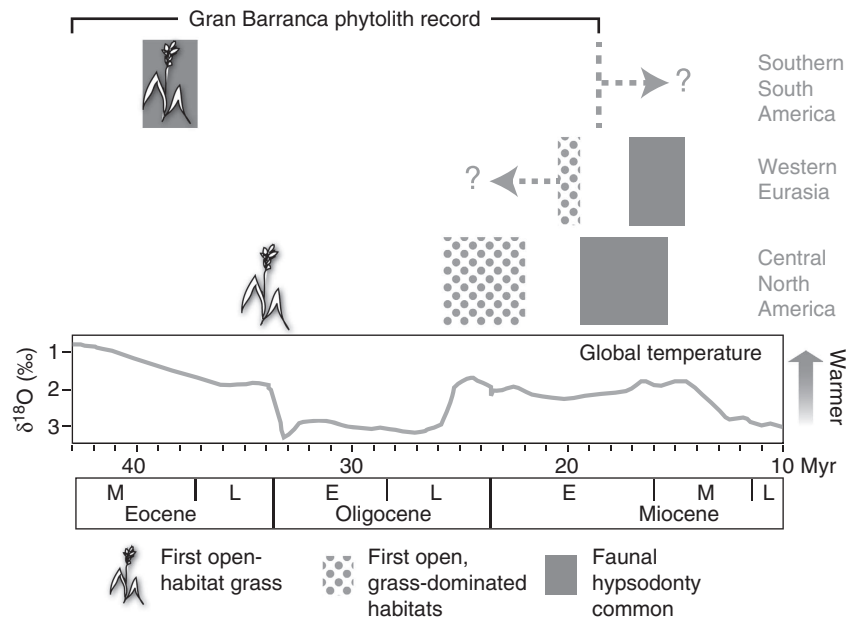 Gran Barranca phytolith record
?
Southern
South
America
?
Western
Eurasia
Central
North
America
δ18O (‰)
1
2
3
Global temperature
Warmer
40 30 20 10 Myr
M L E L E M L
Eocene Oligocene Miocene
First open-
habitat grass
First open,
grass-dominated
habitats
Faunal
hypsodonty
common